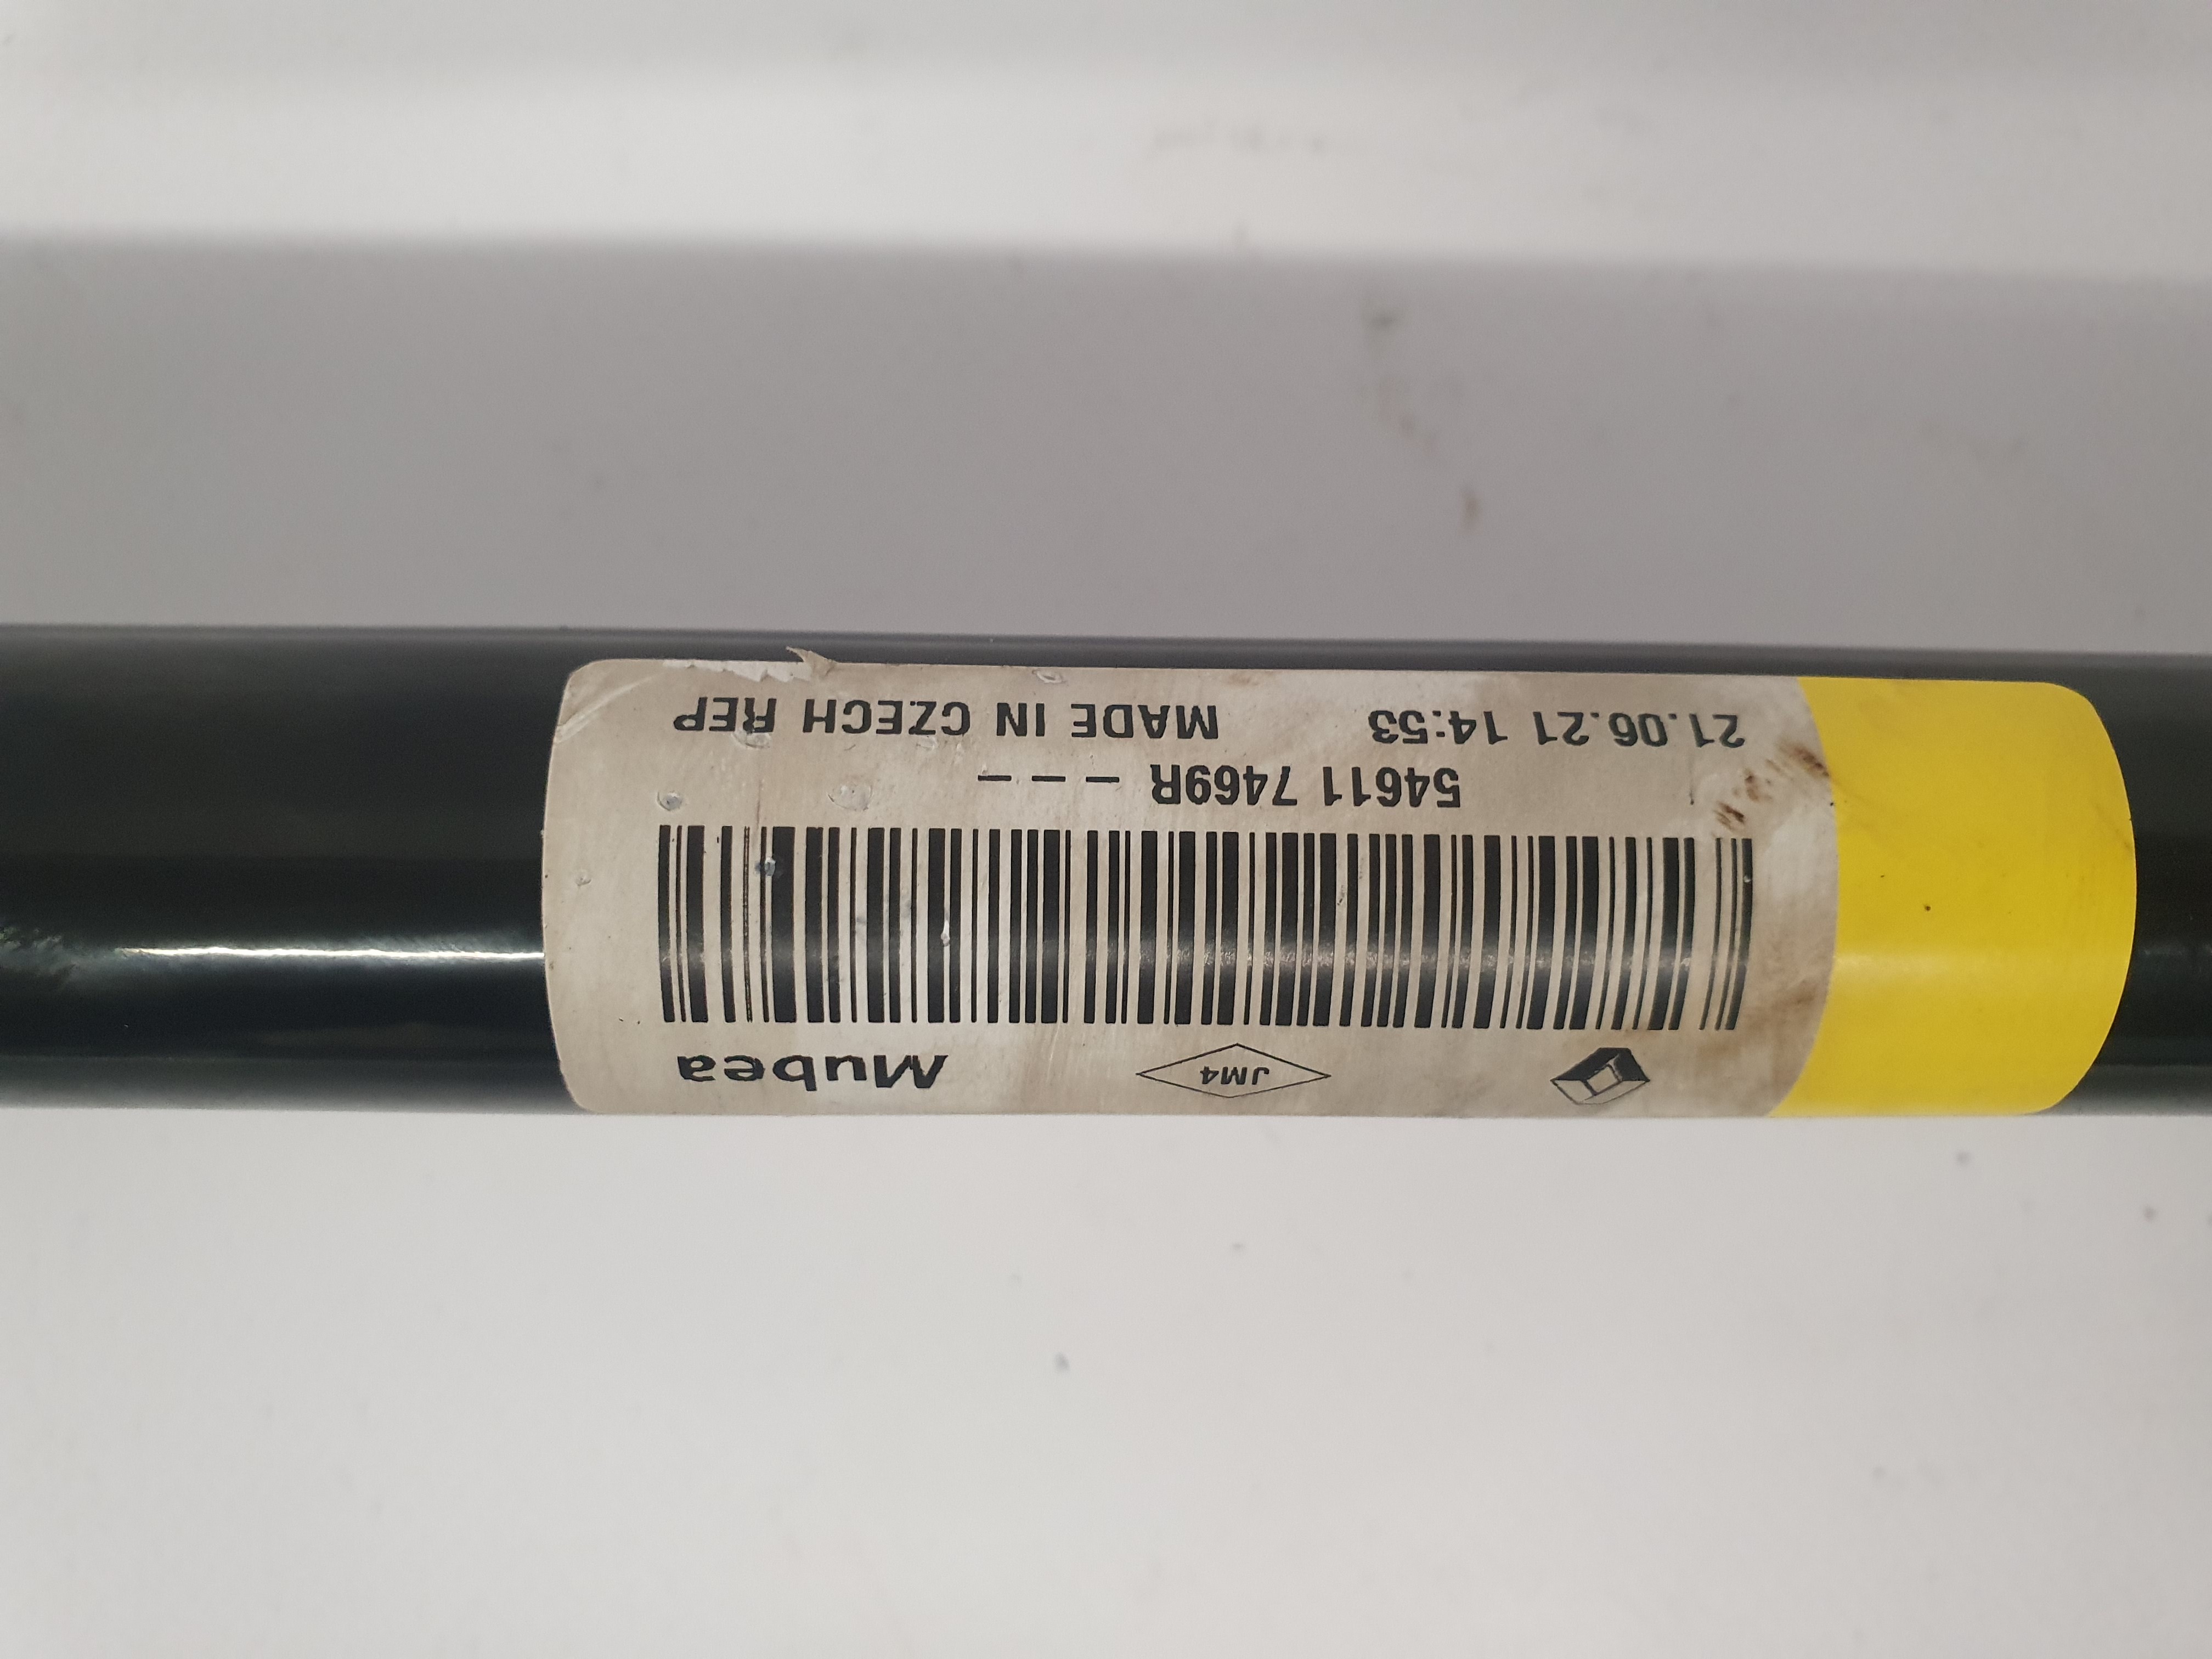 Mubea
JM4
54611 7469R - - -
21.06.21 14:53 MADE IN CZECH REP